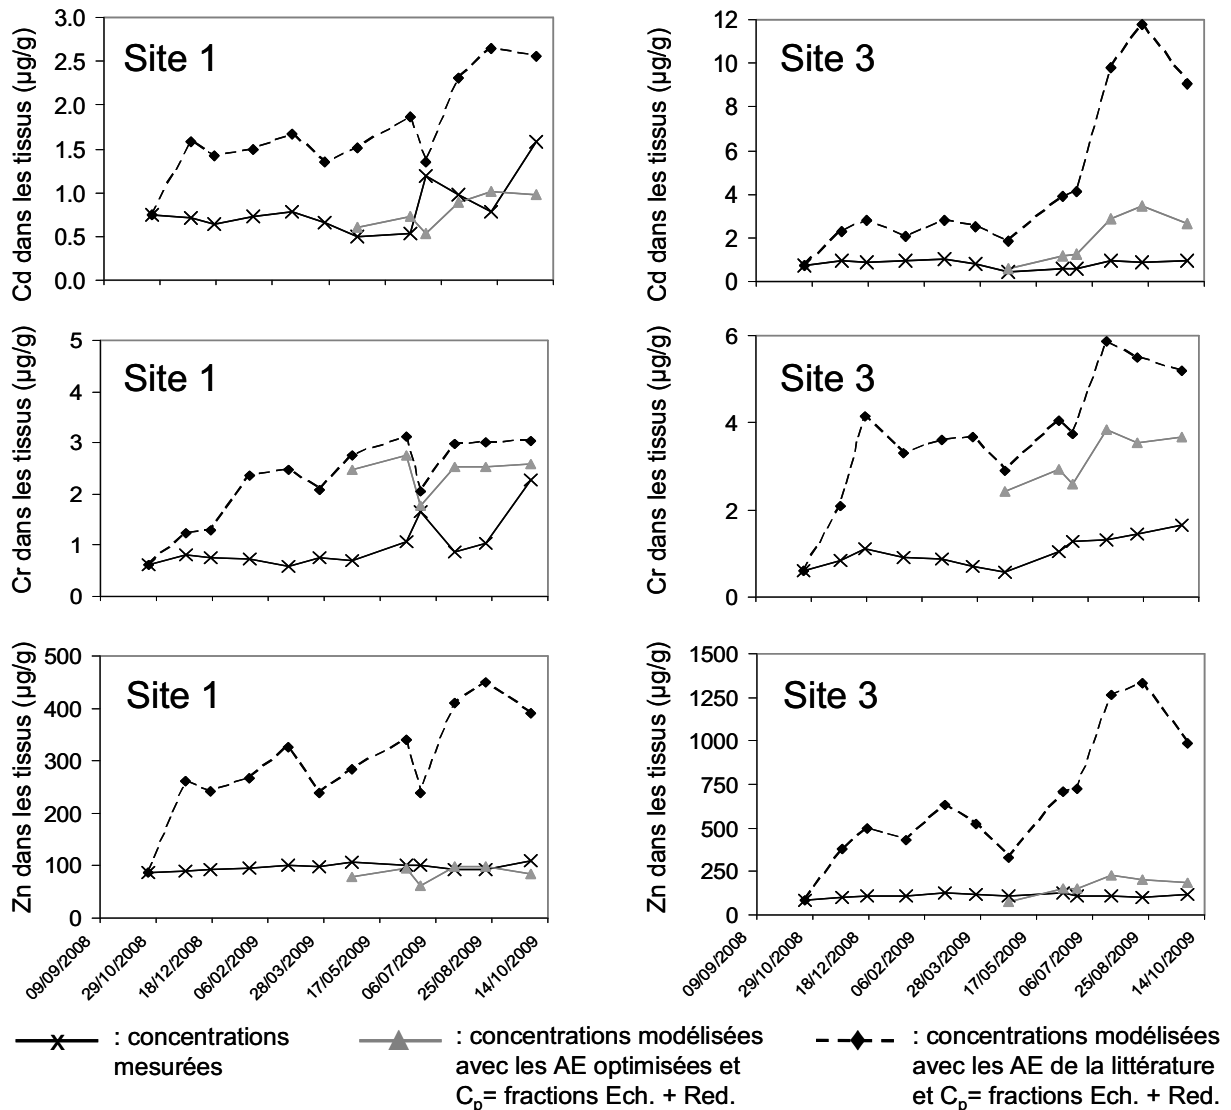 Cd dans les tissus (µg/g)
3.0
2.5
2.0
1.5
1.0
0.5
0.0
Site 1
Cd dans les tissus (µg/g)
12
10
8
6
4
2
0
Site 3
Cr dans les tissus (µg/g)
5
4
3
2
1
0
Site 1
Cr dans les tissus (µg/g)
6
4
2
0
Site 3
Zn dans les tissus (µg/g)
500
400
300
200
100
0
Site 1
09/09/2008
29/10/2008
18/12/2008
06/02/2009
28/03/2009
17/05/2009
06/07/2009
25/08/2009
14/10/2009
Zn dans les tissus (µg/g)
1500
1250
1000
750
500
250
0
Site 3
09/09/2008
29/10/2008
18/12/2008
06/02/2009
28/03/2009
17/05/2009
06/07/2009
25/08/2009
14/10/2009
: concentrations
mesurées
: concentrations modélisées
avec les AE optimisées et
Cp= fractions Ech. + Red.
: concentrations modélisées
avec les AE de la littérature
et Cp= fractions Ech. + Red.